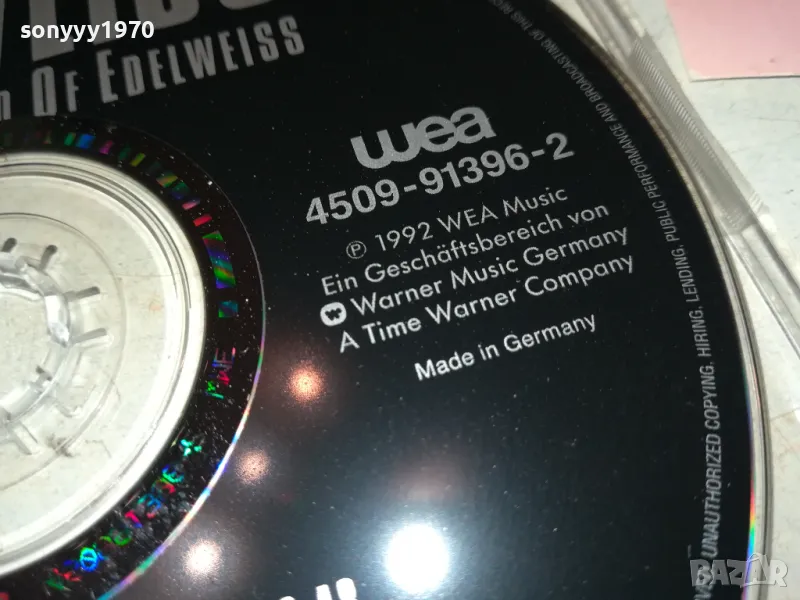 sonyyy1970
OF EDELWEISS
wea
4509-91396-2
℗ 1992 WEA Music
Ein Geschäftsbereich von
Warner Music Germany
A Time Warner Company
Made in Germany
UNAUTHORIZED COPYING, HIRING, LENDING, PUBLIC PERFORMANCE AND BROADCASTING OF THIS
BAZAR